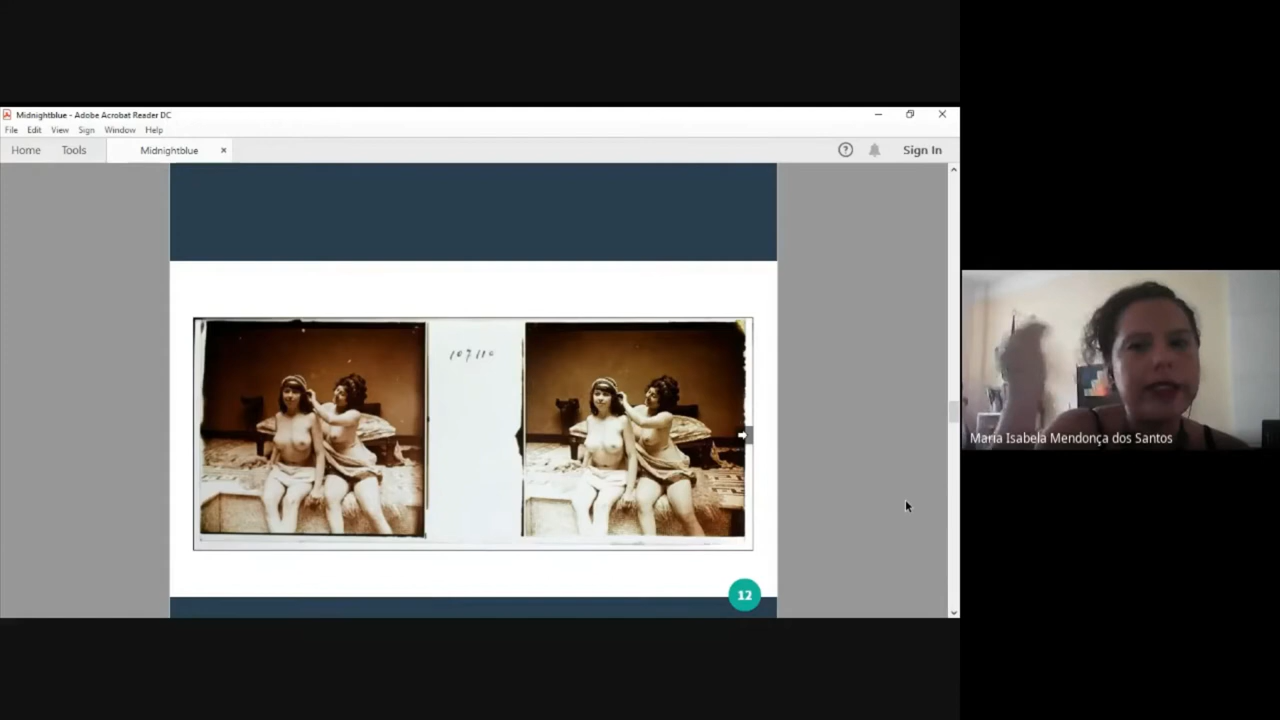 Midnightblue - Adobe Acrobat Reader DC
File Edit View Sign Window Help
Home Tools Midnightblue × Sign In
12
Maria Isabela Mendonça dos Santos